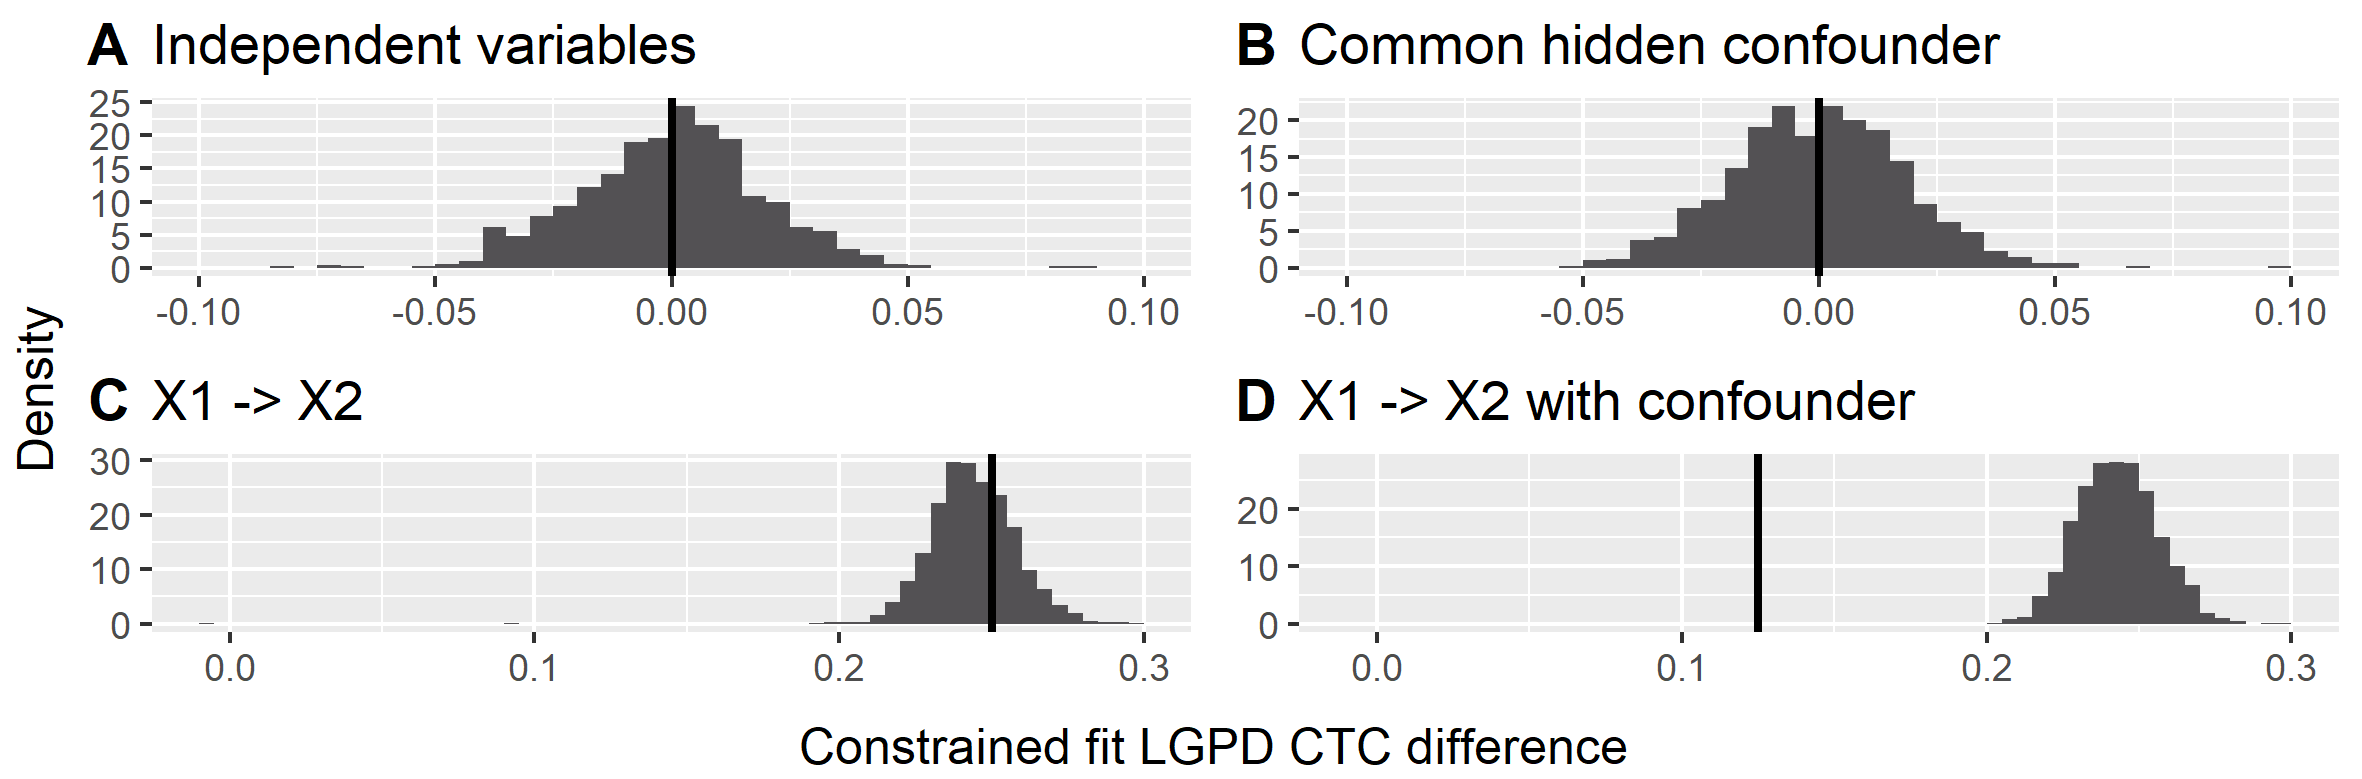 A Independent variables
25
20
15
10
5
0
-0.10 -0.05 0.00 0.05 0.10
B Common hidden confounder
20
15
10
5
0
-0.10 -0.05 0.00 0.05 0.10
Density
C X1 -> X2
30
20
10
0
0.0 0.1 0.2 0.3
D X1 -> X2 with confounder
20
10
0
0.0 0.1 0.2 0.3
Constrained fit LGPD CTC difference